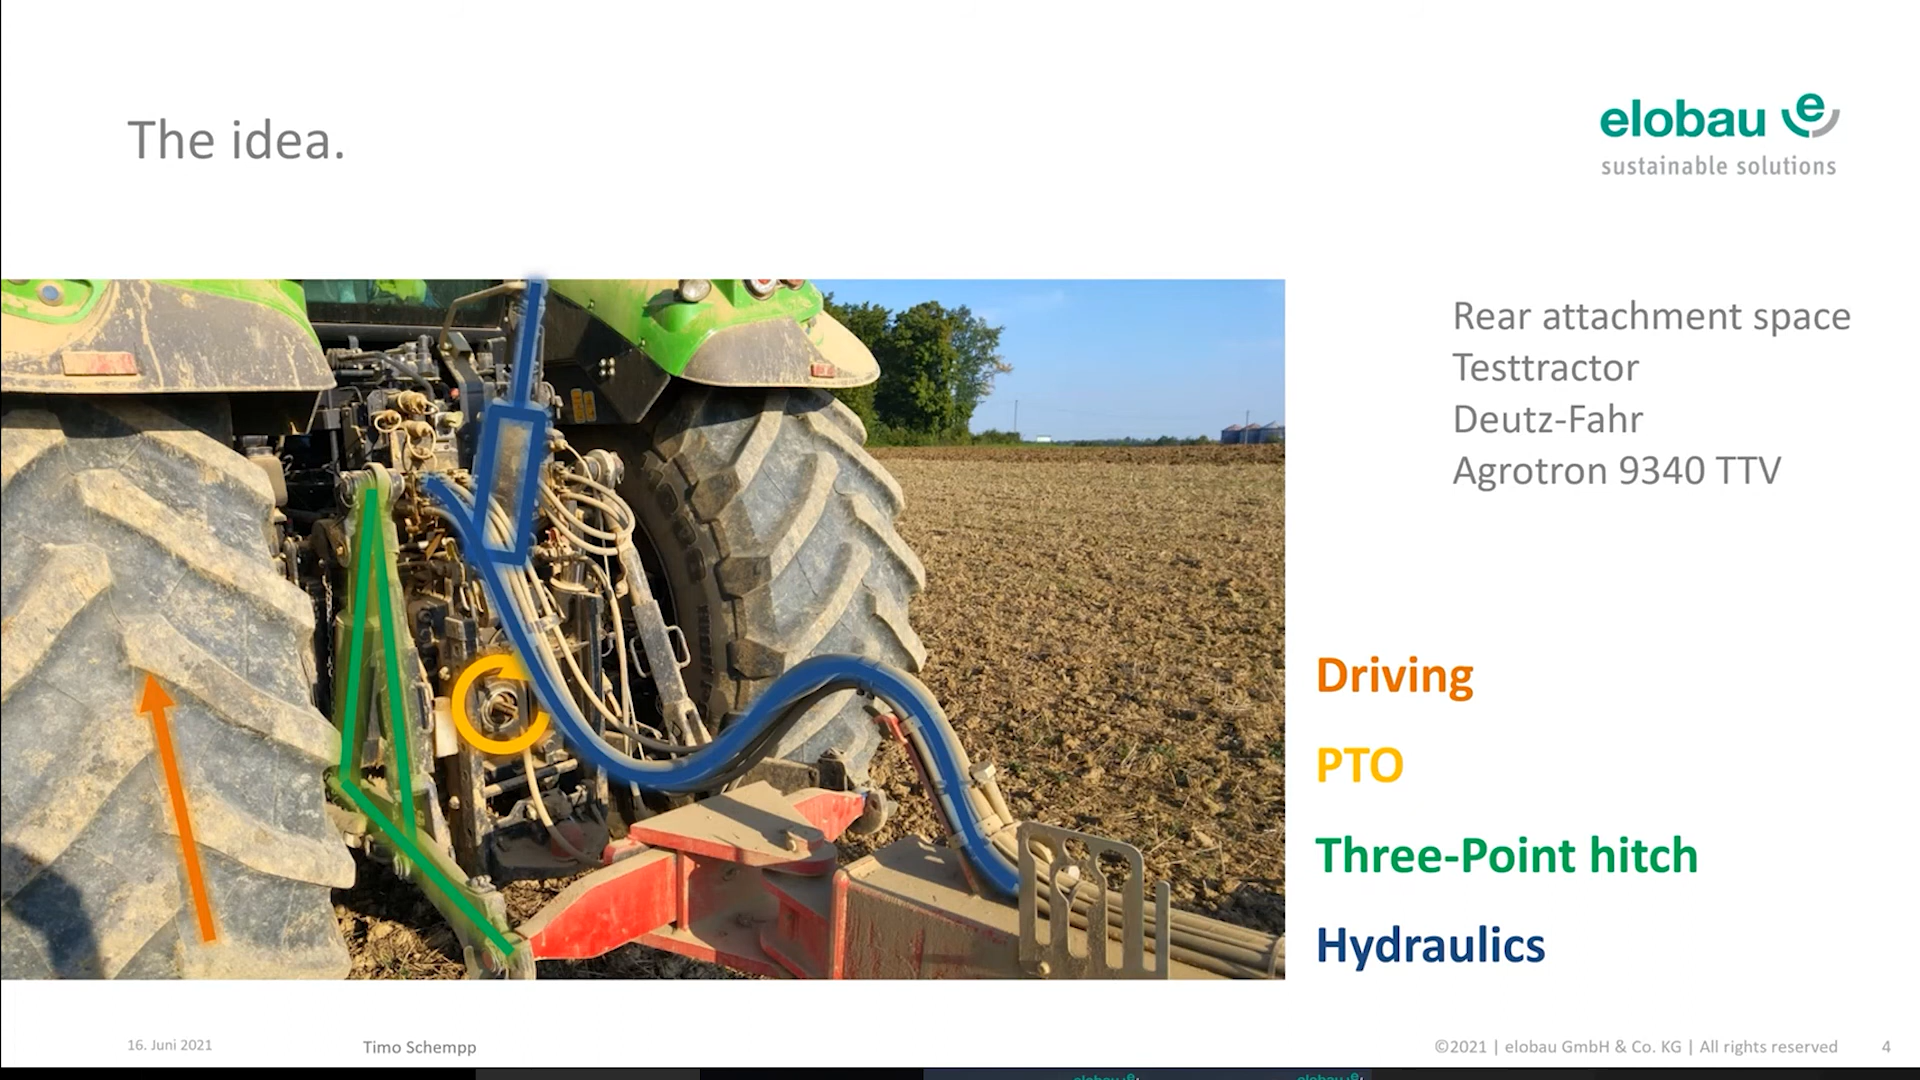 The idea.
elobau e
sustainable solutions
Rear attachment space
Testtractor
Deutz-Fahr
Agrotron 9340 TTV
Driving
PTO
Three-Point hitch
Hydraulics
16. Juni 2021
Timo Schempp
©2021 | elobau GmbH & Co. KG | All rights reserved
4